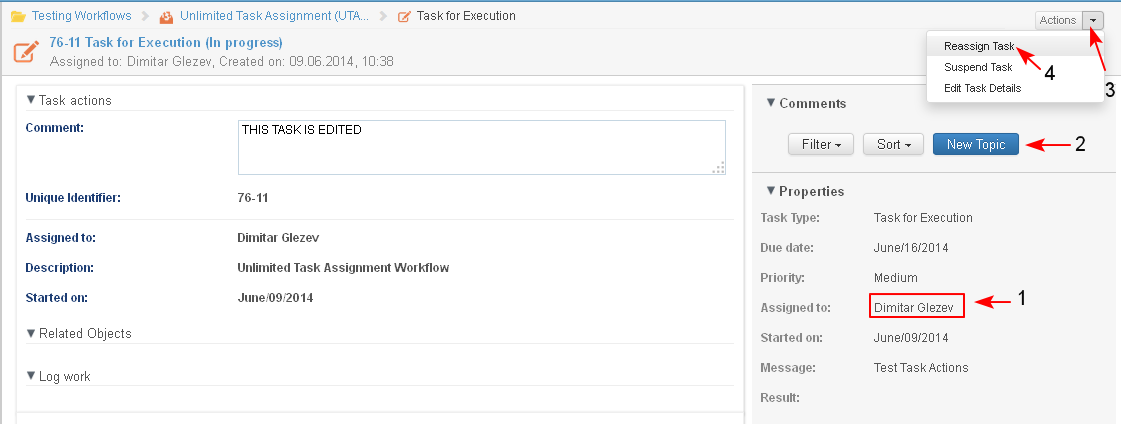 Testing Workflows Unlimited Task Assignment (UTA... Task for Execution
Actions
76-11 Task for Execution (In progress)
Assigned to: Dimitar Glezev, Created on: 09.06.2014, 10:38
Reassign Task
Suspend Task
Edit Task Details
4
3
Task actions
Comment: THIS TASK IS EDITED
Unique Identifier: 76-11
Assigned to: Dimitar Glezev
Description: Unlimited Task Assignment Workflow
Started on: June/09/2014
Related Objects
Log work
Comments
Filter Sort New Topic 2
Properties
Task Type: Task for Execution
Due date: June/16/2014
Priority: Medium
Assigned to: Dimitar Glezev 1
Started on: June/09/2014
Message: Test Task Actions
Result: